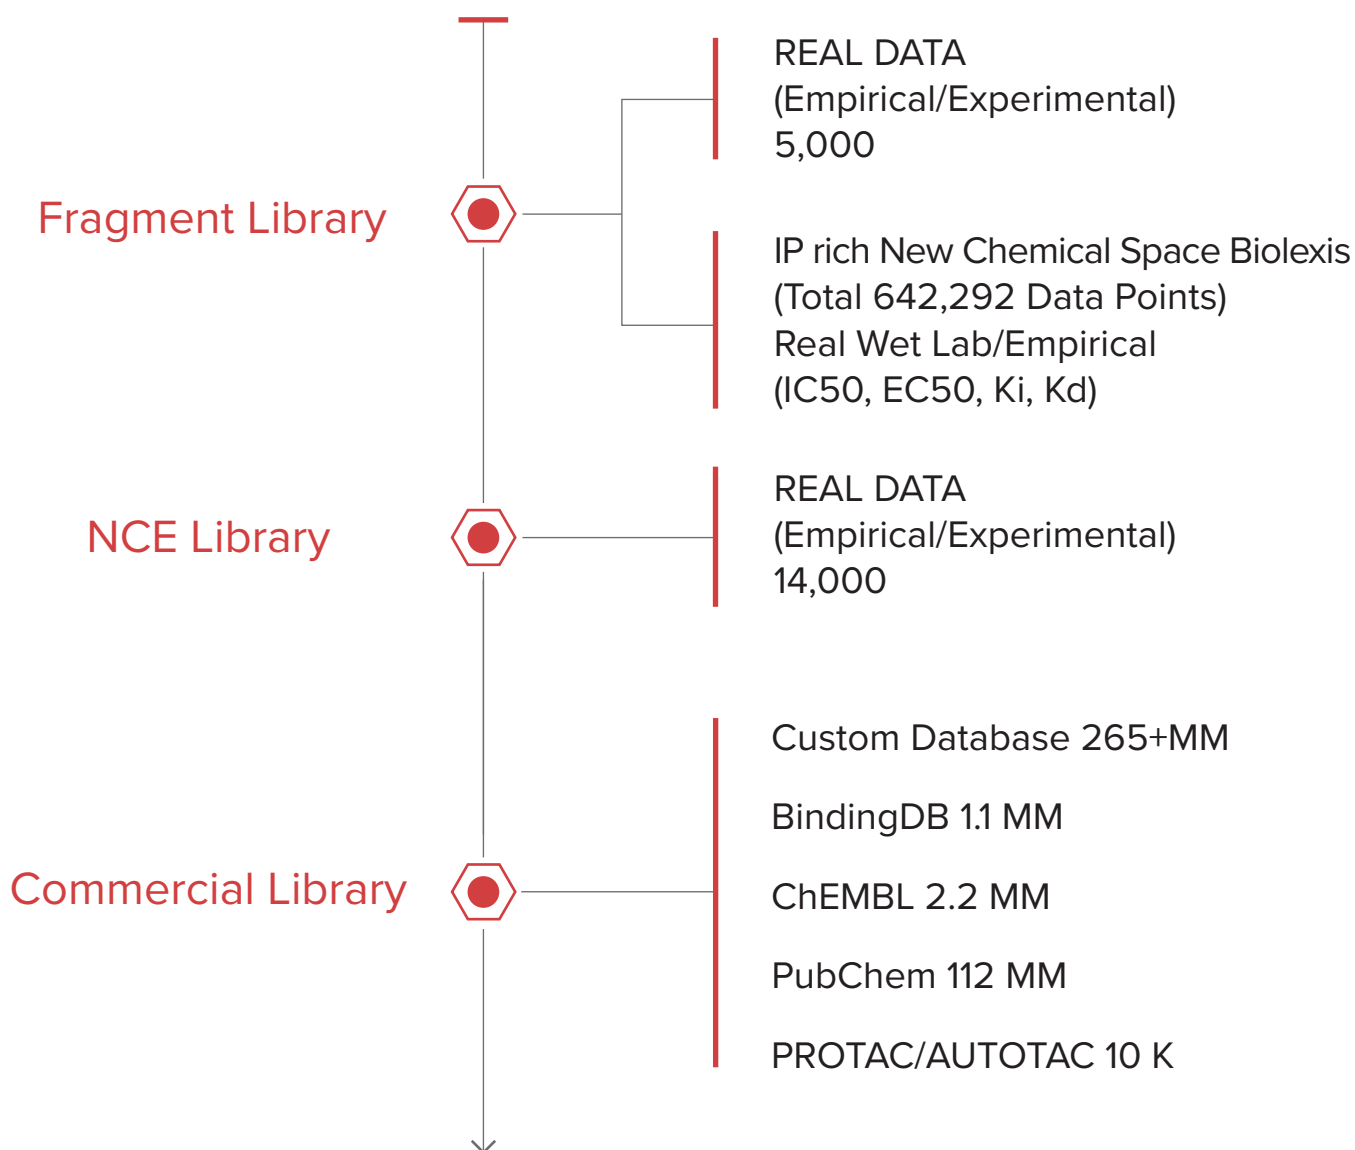 Fragment Library
REAL DATA
(Empirical/Experimental)
5,000
IP rich New Chemical Space Biolexis
(Total 642,292 Data Points)
Real Wet Lab/Empirical
(IC50, EC50, Ki, Kd)
NCE Library
REAL DATA
(Empirical/Experimental)
14,000
Commercial Library
Custom Database 265+MM
BindingDB 1.1 MM
ChEMBL 2.2 MM
PubChem 112 MM
PROTAC/AUTOTAC 10 K